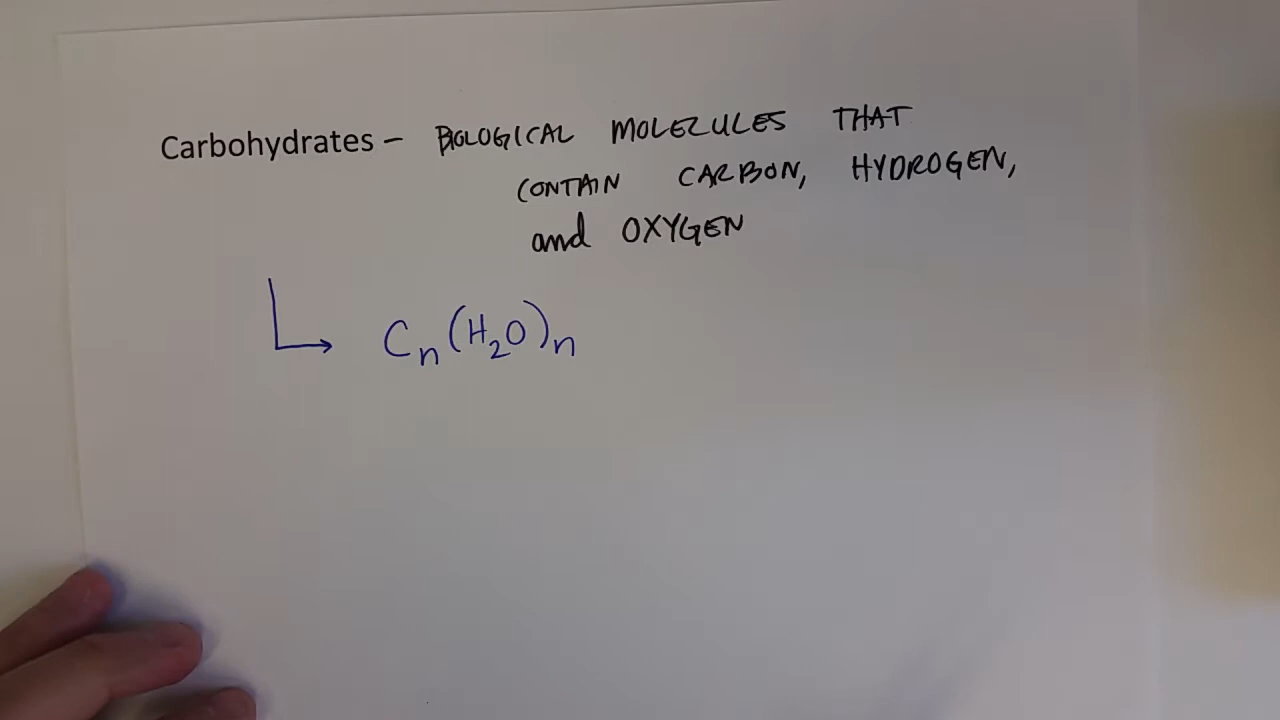 Carbohydrates – BIOLOGICAL MOLECULES THAT
CONTAIN CARBON, HYDROGEN,
and OXYGEN
Cn(H2O)n